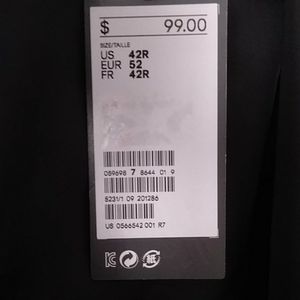 $ 99.00
SIZE/TAILLE
US 42R
EUR 52
FR 42R
059698 7 8644 01 9
5231/1 09 201286
US 0566542 001 R7
紙